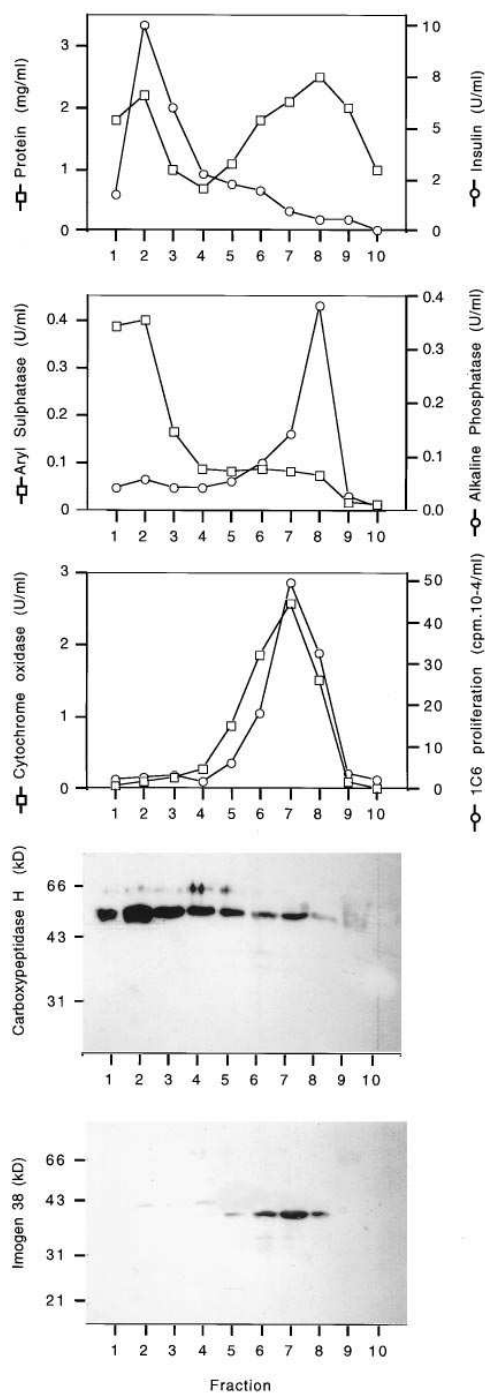 Protein (mg/ml)
3
2
1
0
10
8
5
2
0
Insulin (U/ml)
1 2 3 4 5 6 7 8 9 10
Aryl Sulphatase (U/ml)
0.4
0.3
0.2
0.1
0
0.4
0.3
0.2
0.1
0.0
Alkaline Phosphatase (U/ml)
1 2 3 4 5 6 7 8 9 10
Cytochrome oxidase (U/ml)
3
2
1
0
50
40
30
20
10
0
1C6 proliferation (cpm.10-4/ml)
1 2 3 4 5 6 7 8 9 10
Carboxypeptidase H (kD)
66
43
31
1 2 3 4 5 6 7 8 9 10
Imogen 38 (kD)
66
43
31
21
1 2 3 4 5 6 7 8 9 10
Fraction